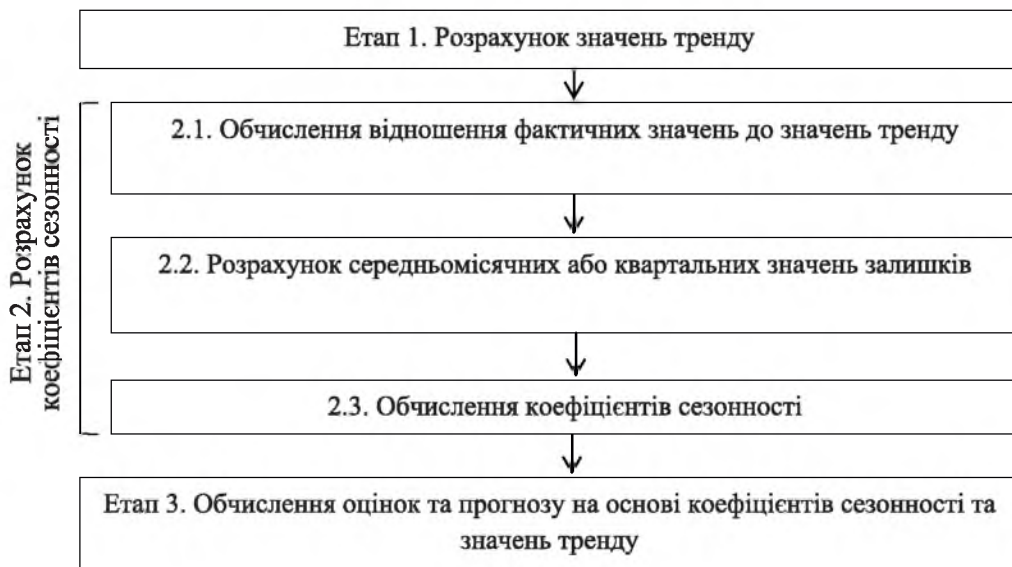 Етап 1. Розрахунок значень тренду
Етап 2. Розрахунок
коефіцієнтів сезонності
2.1. Обчислення відношення фактичних значень до значень тренду
2.2. Розрахунок середньомісячних або квартальних значень залишків
2.3. Обчислення коефіцієнтів сезонності
Етап 3. Обчислення оцінок та прогнозу на основі коефіцієнтів сезонності та
значень тренду